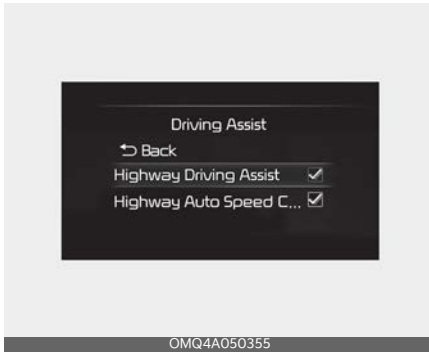 Driving Assist
Back
Highway Driving Assist
Highway Auto Speed C...
OMQ4A050355